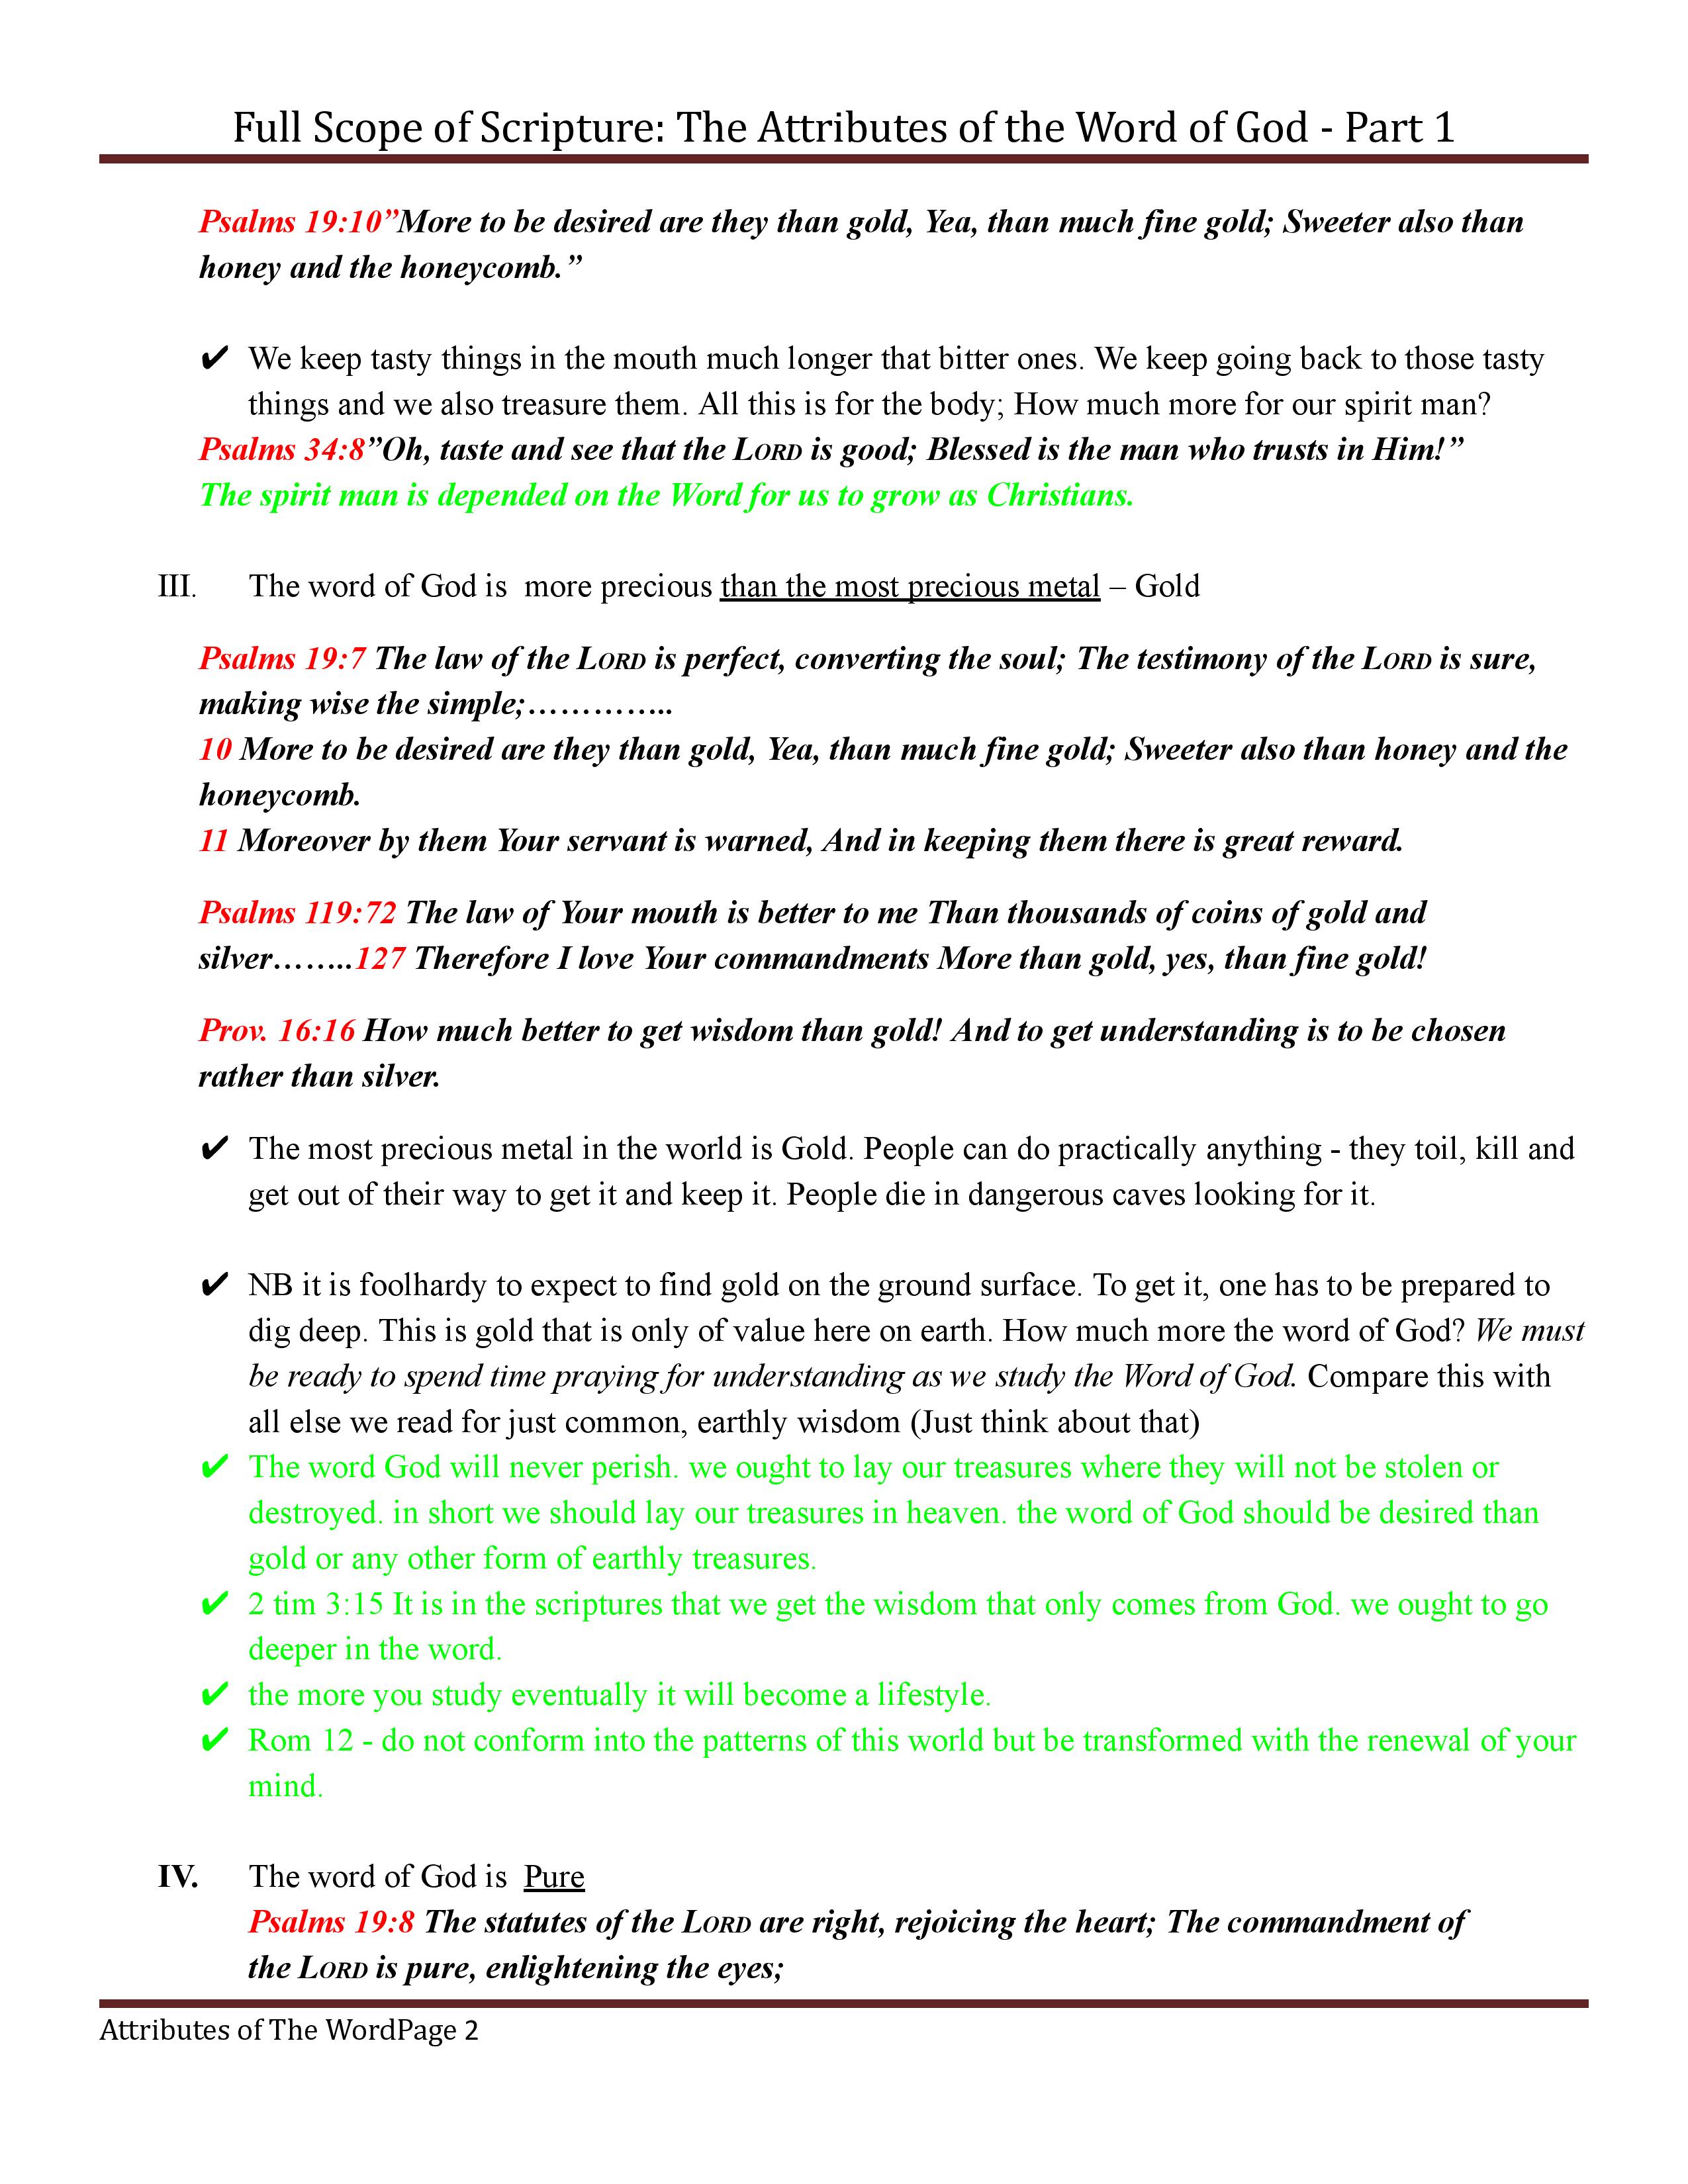 Full Scope of Scripture: The Attributes of the Word of God - Part 1
Psalms 19:10”More to be desired are they than gold, Yea, than much fine gold; Sweeter also than
honey and the honeycomb.”
✔ We keep tasty things in the mouth much longer that bitter ones. We keep going back to those tasty
things and we also treasure them. All this is for the body; How much more for our spirit man?
Psalms 34:8”Oh, taste and see that the LORD is good; Blessed is the man who trusts in Him!”
The spirit man is depended on the Word for us to grow as Christians.
III. The word of God is  more precious than the most precious metal – Gold
Psalms 19:7 The law of the LORD is perfect, converting the soul; The testimony of the LORD is sure,
making wise the simple;…………..
10 More to be desired are they than gold, Yea, than much fine gold; Sweeter also than honey and the
honeycomb.
11 Moreover by them Your servant is warned, And in keeping them there is great reward.
Psalms 119:72 The law of Your mouth is better to me Than thousands of coins of gold and
silver……..127 Therefore I love Your commandments More than gold, yes, than fine gold!
Prov. 16:16 How much better to get wisdom than gold! And to get understanding is to be chosen
rather than silver.
✔ The most precious metal in the world is Gold. People can do practically anything - they toil, kill and
get out of their way to get it and keep it. People die in dangerous caves looking for it.
✔ NB it is foolhardy to expect to find gold on the ground surface. To get it, one has to be prepared to
dig deep. This is gold that is only of value here on earth. How much more the word of God? We must
be ready to spend time praying for understanding as we study the Word of God. Compare this with
all else we read for just common, earthly wisdom (Just think about that)
✔ The word God will never perish. we ought to lay our treasures where they will not be stolen or
destroyed. in short we should lay our treasures in heaven. the word of God should be desired than
gold or any other form of earthly treasures.
✔ 2 tim 3:15 It is in the scriptures that we get the wisdom that only comes from God. we ought to go
deeper in the word.
✔ the more you study eventually it will become a lifestyle.
✔ Rom 12 - do not conform into the patterns of this world but be transformed with the renewal of your
mind.
IV. The word of God is  Pure
Psalms 19:8 The statutes of the LORD are right, rejoicing the heart; The commandment of
the LORD is pure, enlightening the eyes;
Attributes of The WordPage 2